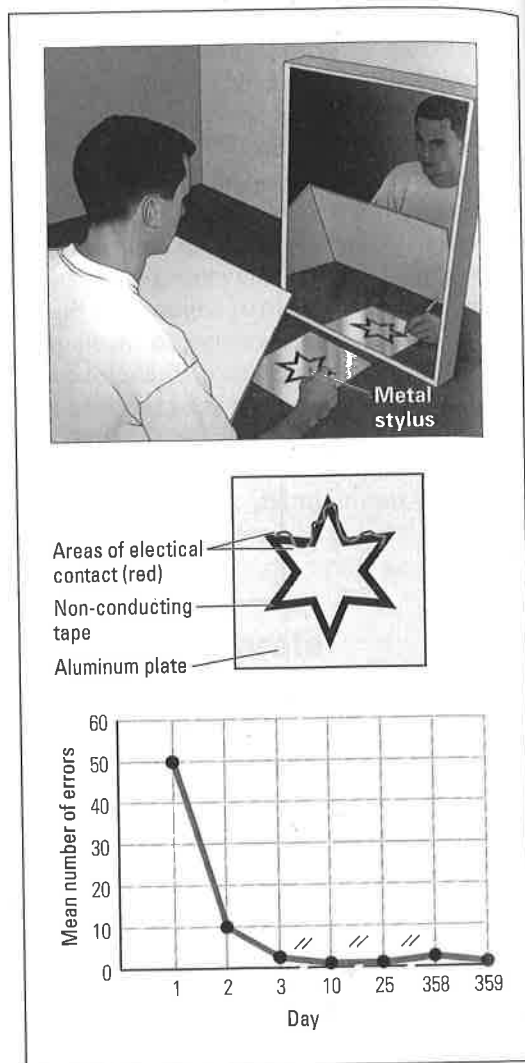 Metal
stylus
Areas of electical
contact (red)
Non-conducting
tape
Aluminum plate
Mean number of errors
60
50
40
30
20
10
0
1 2 3 10 25 358 359
Day